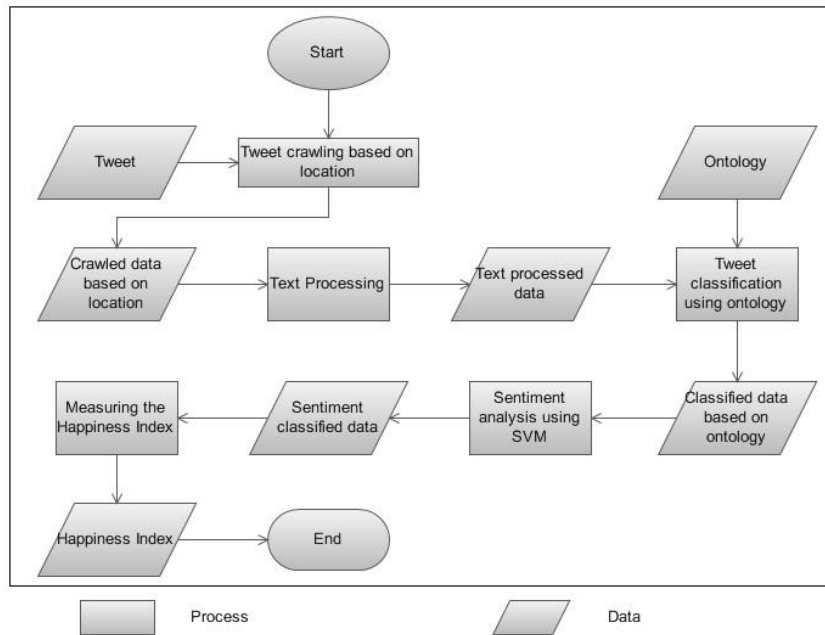 Start
Tweet
Tweet crawling based on
location
Ontology
Crawled data
based on
location
Text Processing
Text processed
data
Tweet
classification
using ontology
Measuring the
Happiness Index
Sentiment
classified data
Sentiment
analysis using
SVM
Classified data
based on
ontology
Happiness Index
End
Process
Data